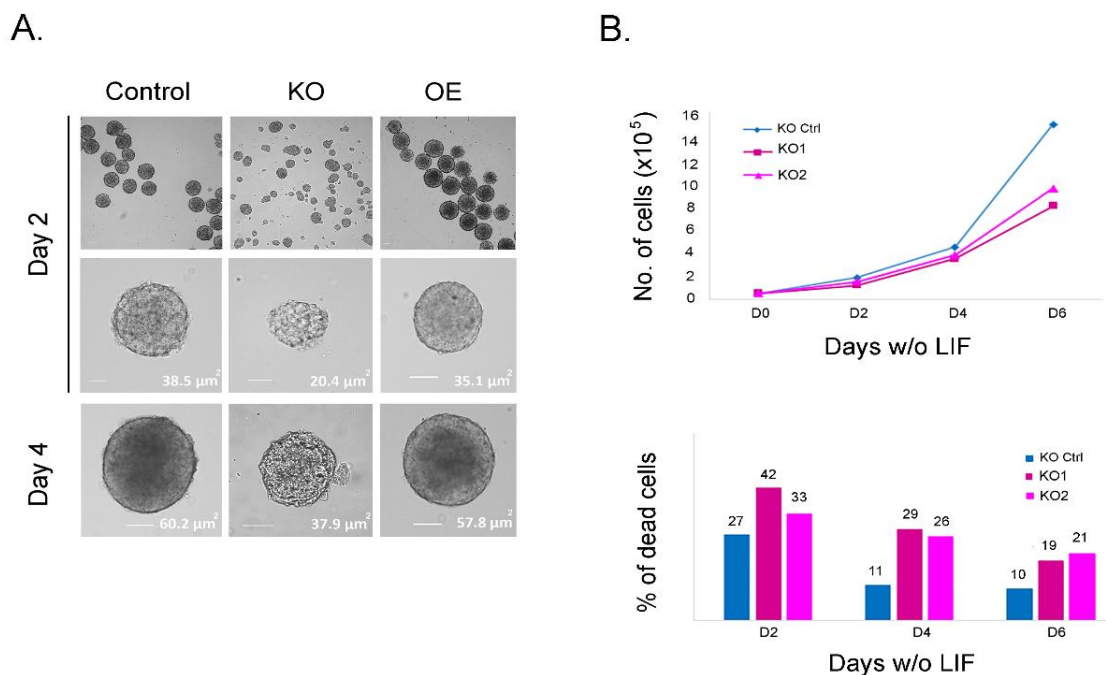 A.
Control KO OE
Day 2
38.5 µm²
20.4 µm²
35.1 µm²
Day 4
60.2 µm²
37.9 µm²
57.8 µm²
B.
No. of cells (x10⁵)
16
14
12
10
8
6
4
2
0
KO Ctrl
KO1
KO2
D0 D2 D4 D6
Days w/o LIF
% of dead cells
KO Ctrl
KO1
KO2
27 42 33
11 29 26
10 19 21
D2 D4 D6
Days w/o LIF